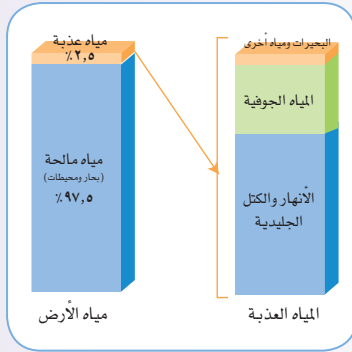 مياه عذبة
٢,٥٪
مياه مالحة
(بحار ومحيطات)
٩٧,٥٪
مياه الأرض
البحيرات ومياه أخرى
المياه الجوفية
الأنهار والكتل
الجليدية
المياه العذبة